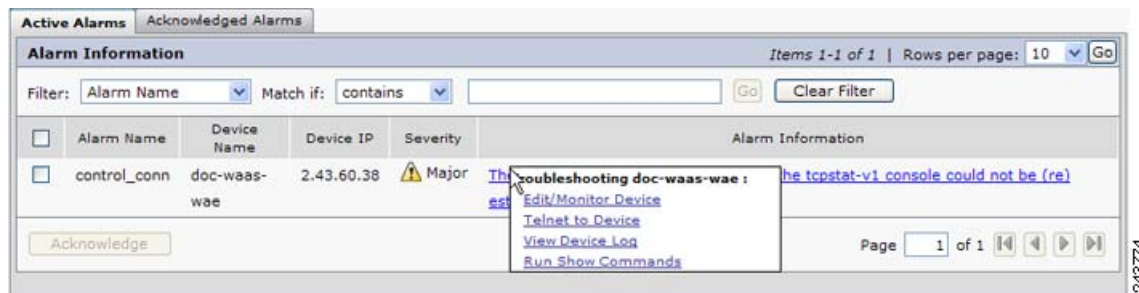 Active Alarms Acknowledged Alarms
Alarm Information Items 1-1 of 1 | Rows per page: 10 Go
Filter: Alarm Name Match if: contains Go Clear Filter
Alarm Name Device Name Device IP Severity Alarm Information
control_conn doc-waas-wae 2.43.60.38 Major The he tcpstat-v1 console could not be (re)
est
roubleshooting doc-waas-wae :
Edit/Monitor Device
Telnet to Device
View Device Log
Run Show Commands
Acknowledge Page 1 of 1
243774